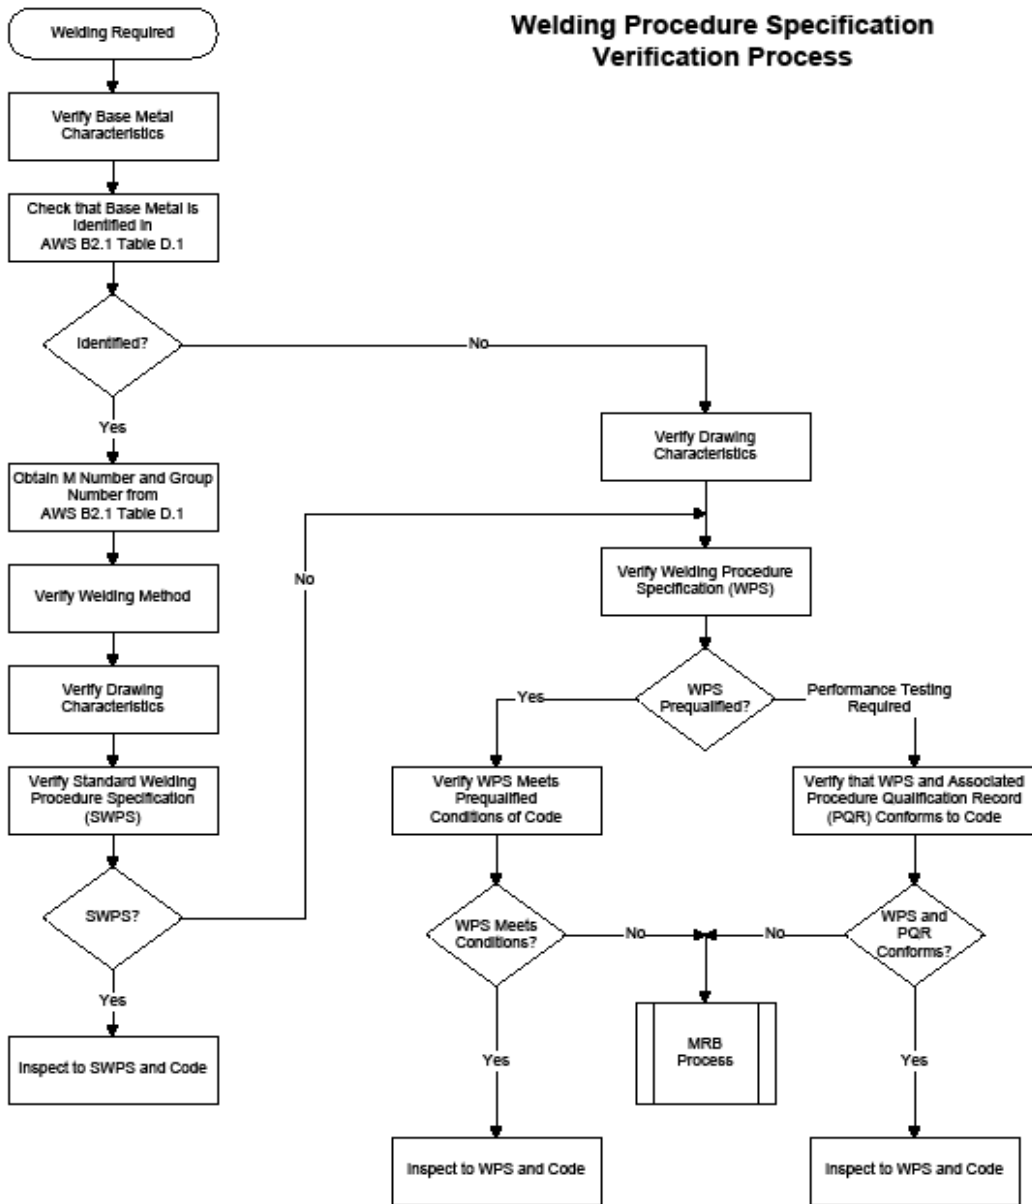 Welding Procedure Specification
Verification Process
Welding Required
Verify Base Metal
Characteristics
Check that Base Metal is
Identified in
AWS B2.1 Table D.1
Identified?
No
Yes
Verify Drawing
Characteristics
Obtain M Number and Group
Number from
AWS B2.1 Table D.1
No
Verify Welding Procedure
Specification (WPS)
Verify Welding Method
Verify Drawing
Characteristics
WPS
Prequalified?
Yes
Performance Testing
Required
Verify Standard Welding
Procedure Specification
(SWPS)
Verify WPS Meets
Prequalified
Conditions of Code
Verify that WPS and Associated
Procedure Qualification Record
(PQR) Conforms to Code
SWPS?
WPS Meets
Conditions?
No
No
WPS and
PQR
Conforms?
Yes
Inspect to SWPS and Code
Yes
MRB
Process
Yes
Inspect to WPS and Code
Inspect to WPS and Code